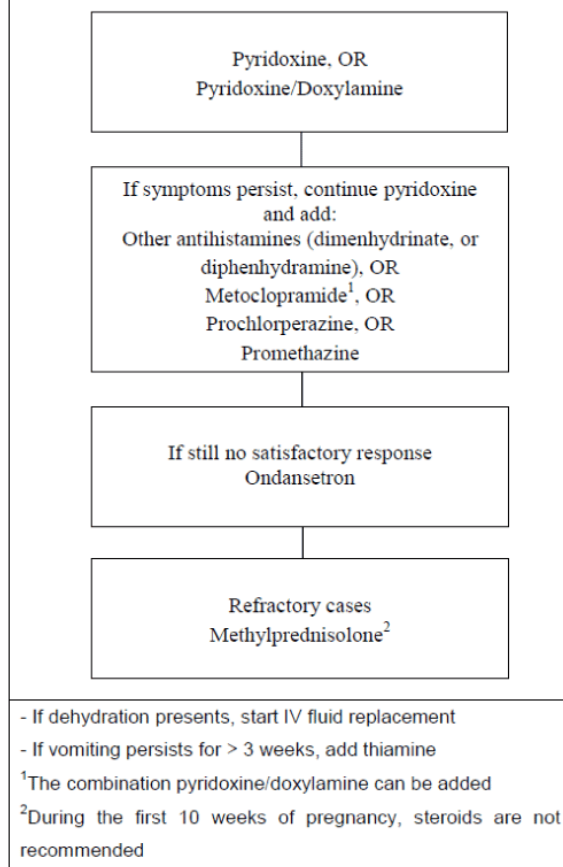 Pyridoxine, OR
Pyridoxine/Doxylamine
If symptoms persist, continue pyridoxine
and add:
Other antihistamines (dimenhydrinate, or
diphenhydramine), OR
Metoclopramide¹, OR
Prochlorperazine, OR
Promethazine
If still no satisfactory response
Ondansetron
Refractory cases
Methylprednisolone²
- If dehydration presents, start IV fluid replacement
- If vomiting persists for > 3 weeks, add thiamine
¹The combination pyridoxine/doxylamine can be added
²During the first 10 weeks of pregnancy, steroids are not
recommended